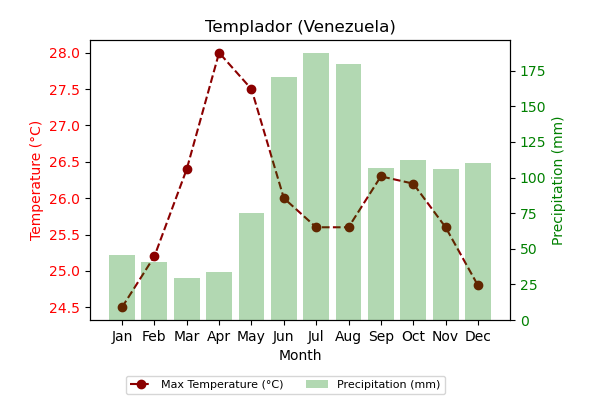 Templador (Venezuela)
28.0
27.5
27.0
26.5
26.0
25.5
25.0
24.5
Temperature (°C)
175
150
125
100
75
50
25
0
Precipitation (mm)
Jan Feb Mar Apr May Jun Jul Aug Sep Oct Nov Dec
Month
Max Temperature (°C) Precipitation (mm)